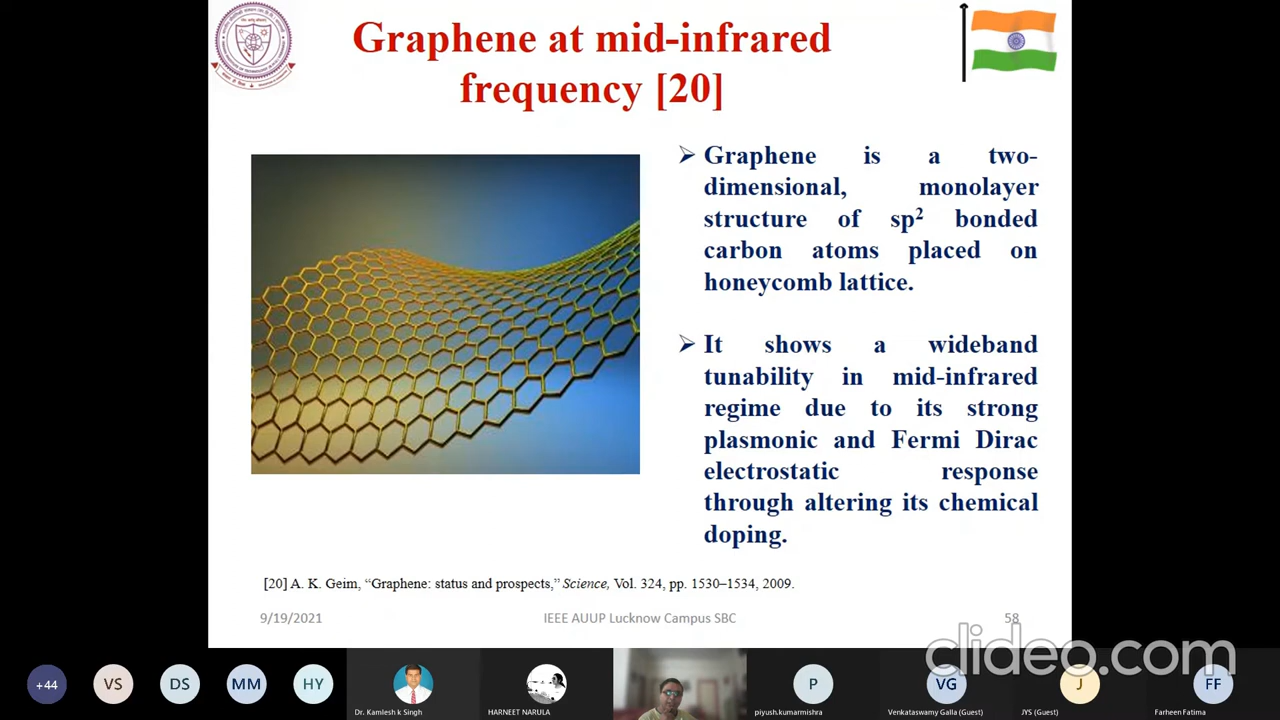 Graphene at mid-infrared
frequency [20]
➢ Graphene is a two-
dimensional, monolayer
structure of sp² bonded
carbon atoms placed on
honeycomb lattice.
➢ It shows a wideband
tunability in mid-infrared
regime due to its strong
plasmonic and Fermi Dirac
electrostatic response
through altering its chemical
doping.
[20] A. K. Geim, “Graphene: status and prospects,” Science, Vol. 324, pp. 1530–1534, 2009.
9/19/2021 IEEE AUUP Lucknow Campus SBC 58
clideo.com
+44 VS DS MM HY P VG J FF
Dr. Kamlesh k Singh HARNEET NARULA piyush.kumarmishra Venkataswamy Galla (Guest) JYS (Guest) Farheen Fatima